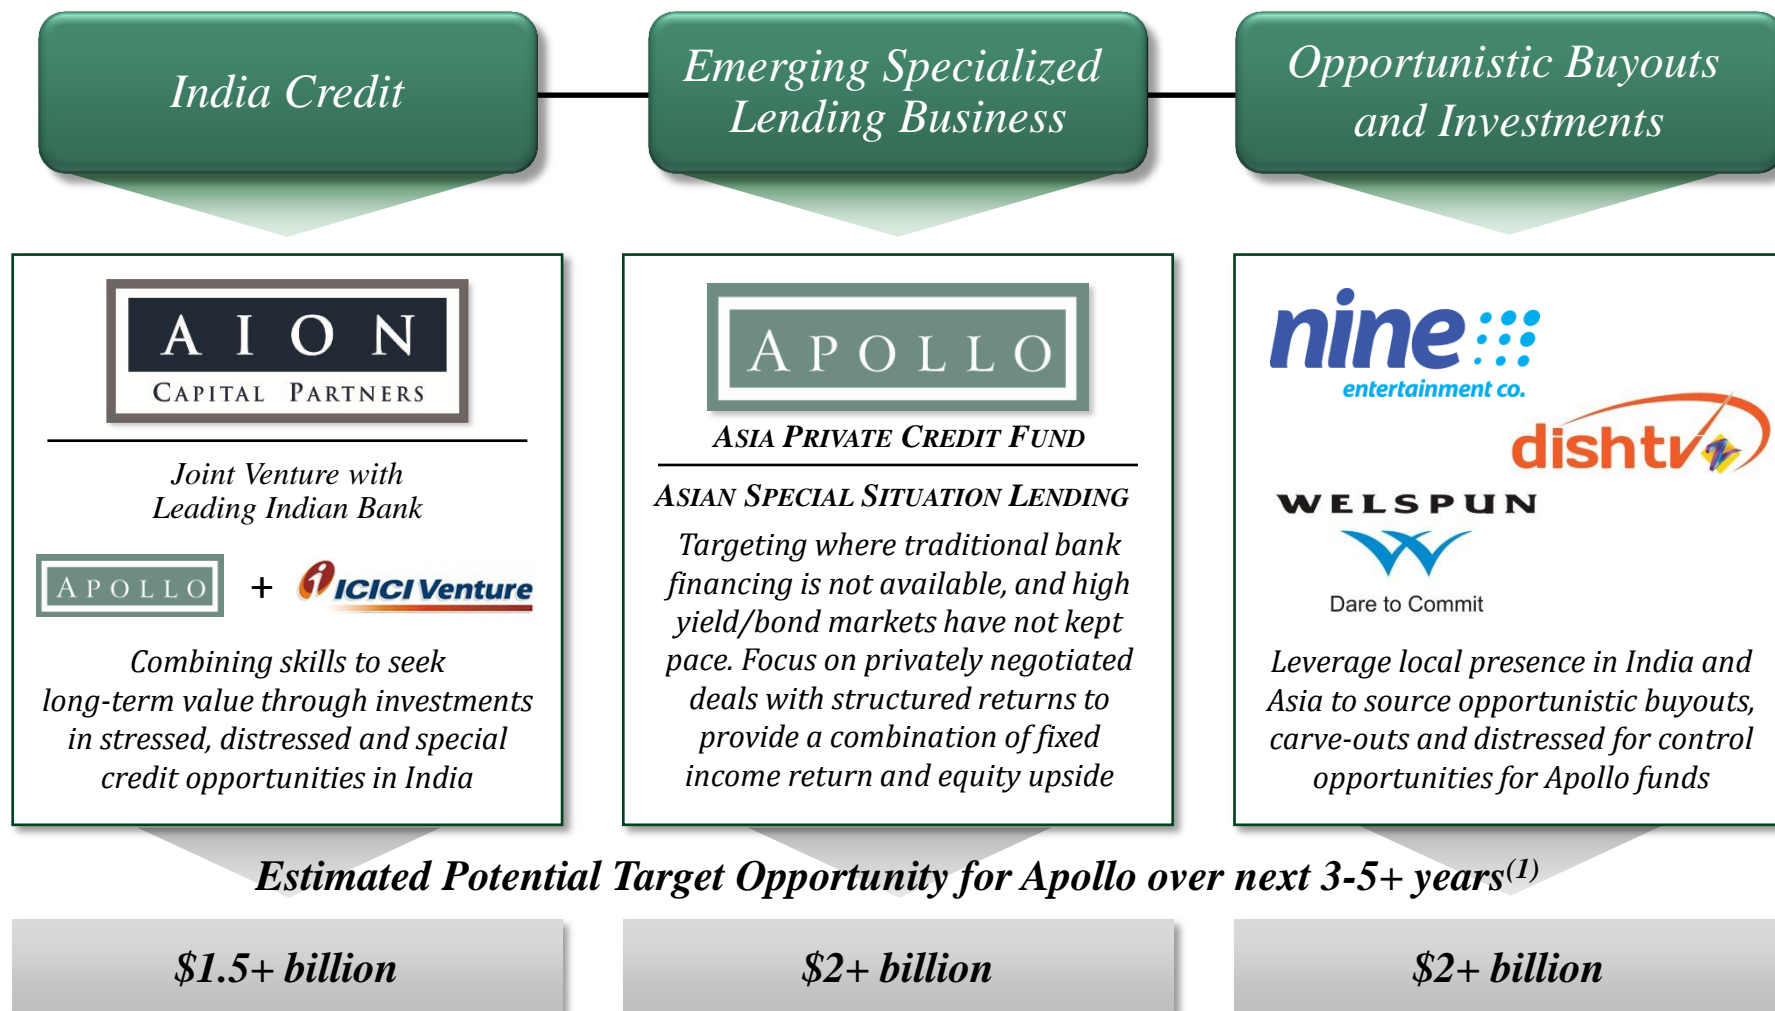 India Credit
Emerging Specialized
Lending Business
Opportunistic Buyouts
and Investments
AION
CAPITAL PARTNERS
Joint Venture with
Leading Indian Bank
APOLLO
+
ICICI Venture
Combining skills to seek
long-term value through investments
in stressed, distressed and special
credit opportunities in India
APOLLO
ASIA PRIVATE CREDIT FUND
ASIAN SPECIAL SITUATION LENDING
Targeting where traditional bank
financing is not available, and high
yield/bond markets have not kept
pace. Focus on privately negotiated
deals with structured returns to
provide a combination of fixed
income return and equity upside
nine
entertainment co.
dishtv
WELSPUN
Dare to Commit
Leverage local presence in India and
Asia to source opportunistic buyouts,
carve-outs and distressed for control
opportunities for Apollo funds
Estimated Potential Target Opportunity for Apollo over next 3-5+ years(1)
$1.5+ billion
$2+ billion
$2+ billion